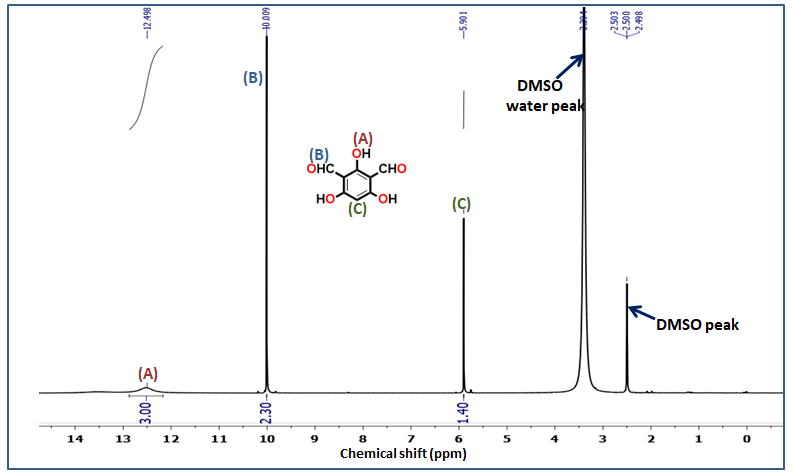 12.498
10.009
5.901
3.394
2.503
2.500
2.498
(B)
DMSO
water peak
(A)
(B)
OH
OHC
CHO
HO
OH
(C)
(C)
DMSO peak
(A)
3.00
2.30
1.40
14 13 12 11 10 9 8 7 6 5 4 3 2 1 0
Chemical shift (ppm)